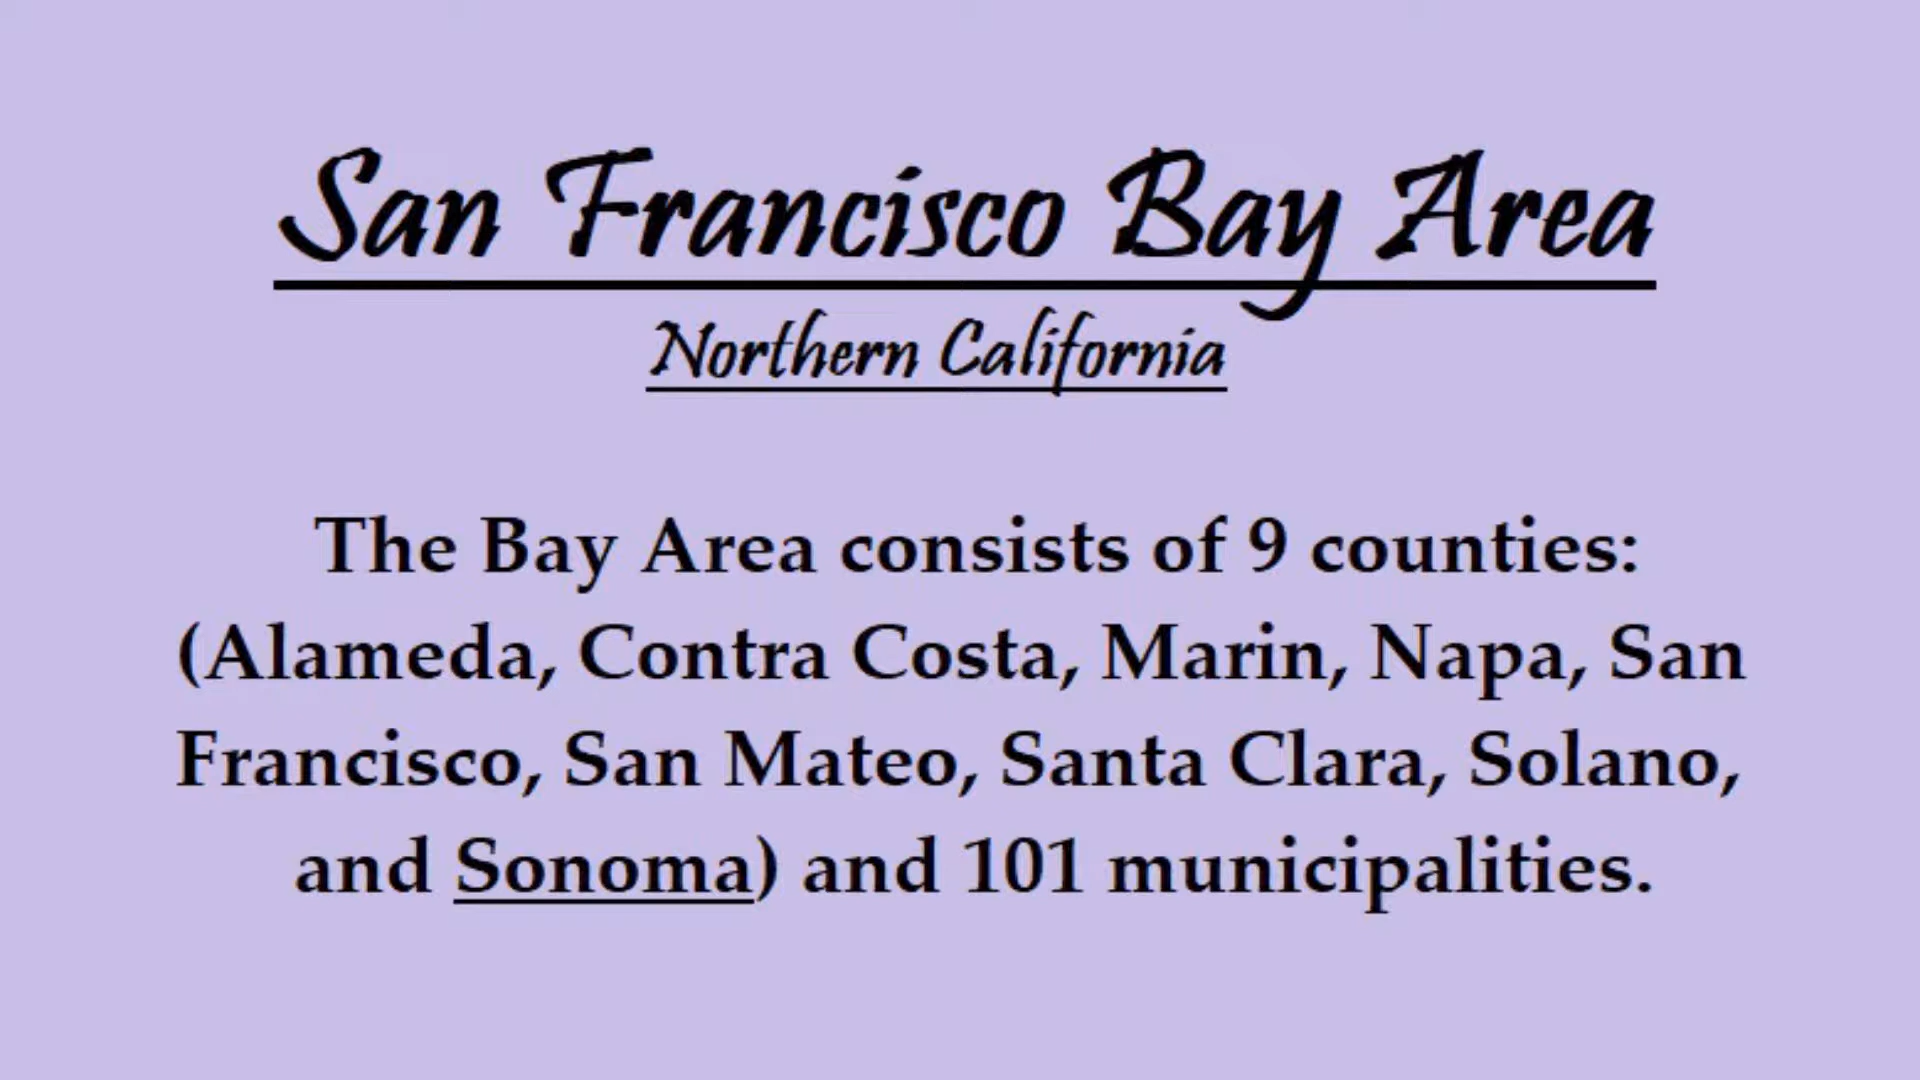 San Francisco Bay Area
Northern California
The Bay Area consists of 9 counties:
(Alameda, Contra Costa, Marin, Napa, San
Francisco, San Mateo, Santa Clara, Solano,
and Sonoma) and 101 municipalities.